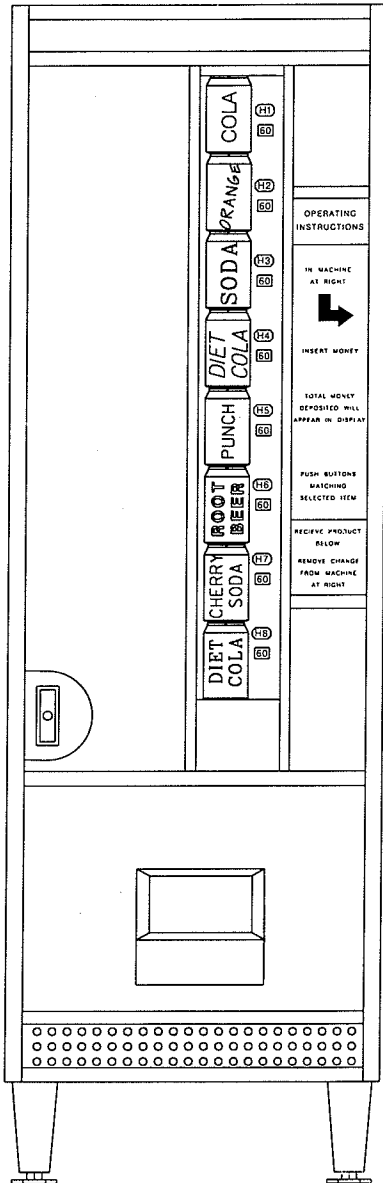 COLA
H1
60
ORANGE
H2
60
SODA
H3
60
DIET
COLA
H4
60
PUNCH
H5
60
ROOT
BEER
H6
60
CHERRY
SODA
H7
60
DIET
COLA
H8
60
OPERATING
INSTRUCTIONS
IN MACHINE
AT RIGHT
INSERT MONEY
TOTAL MONEY
DEPOSITED WILL
APPEAR IN DISPLAY
PUSH BUTTONS
MATCHING
SELECTED ITEM
RECIEVE PRODUCT
BELOW
REMOVE CHANGE
FROM MACHINE
AT RIGHT